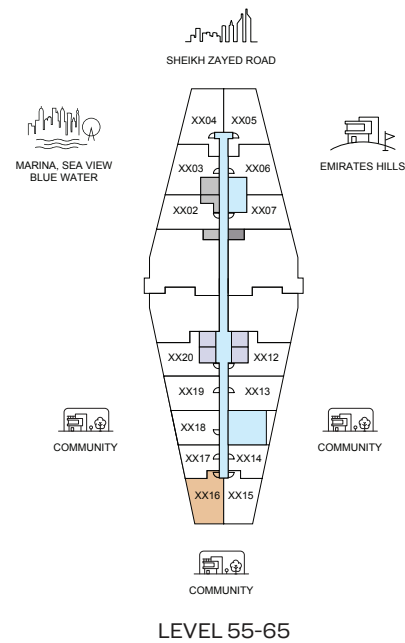 SHEIKH ZAYED ROAD
XX04 XX05
MARINA, SEA VIEW
BLUE WATER
EMIRATES HILLS
XX03 XX06
XX02 XX07
XX20 XX12
XX19 XX13
XX18
COMMUNITY
COMMUNITY
XX17 XX14
XX16 XX15
COMMUNITY
LEVEL 55-65